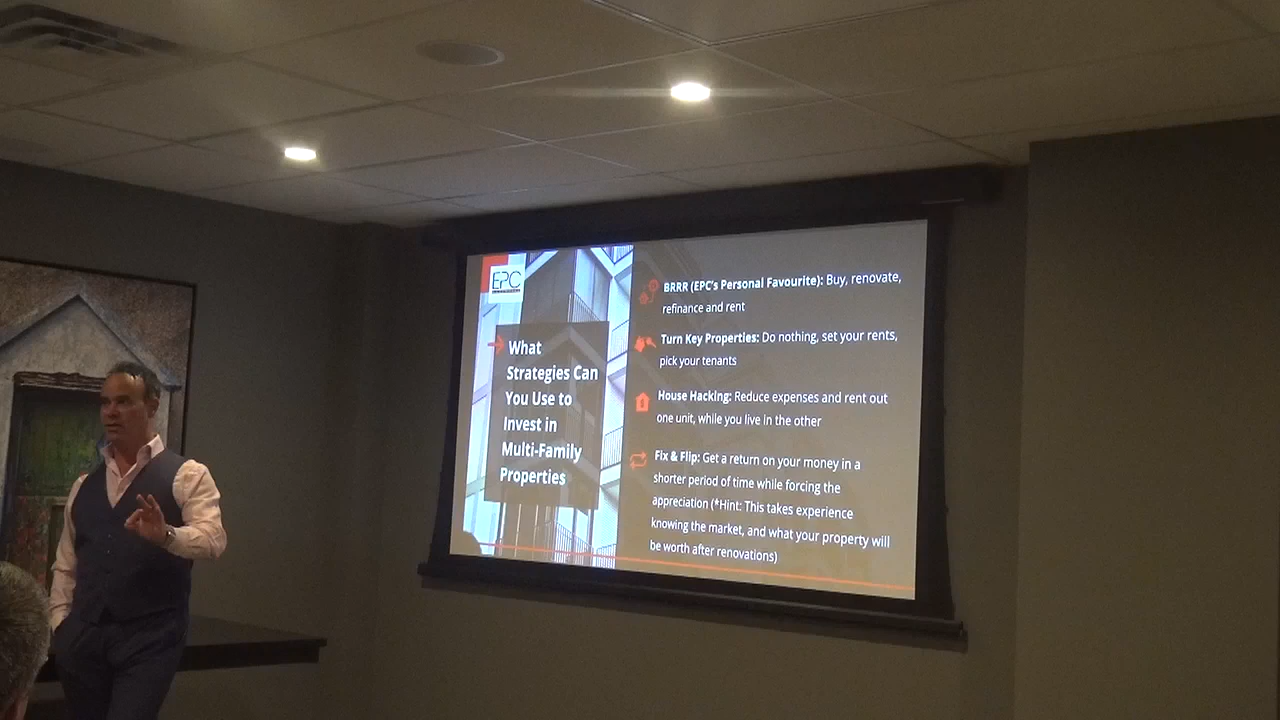 EPC
What
Strategies Can
You Use to
Invest in
Multi-Family
Properties
BRRR (EPC's Personal Favourite): Buy, renovate,
refinance and rent
Turn Key Properties: Do nothing, set your rents,
pick your tenants
House Hacking: Reduce expenses and rent out
one unit, while you live in the other
Fix & Flip: Get a return on your money in a
shorter period of time while forcing the
appreciation (*Hint: This takes experience
knowing the market, and what your property will
be worth after renovations)